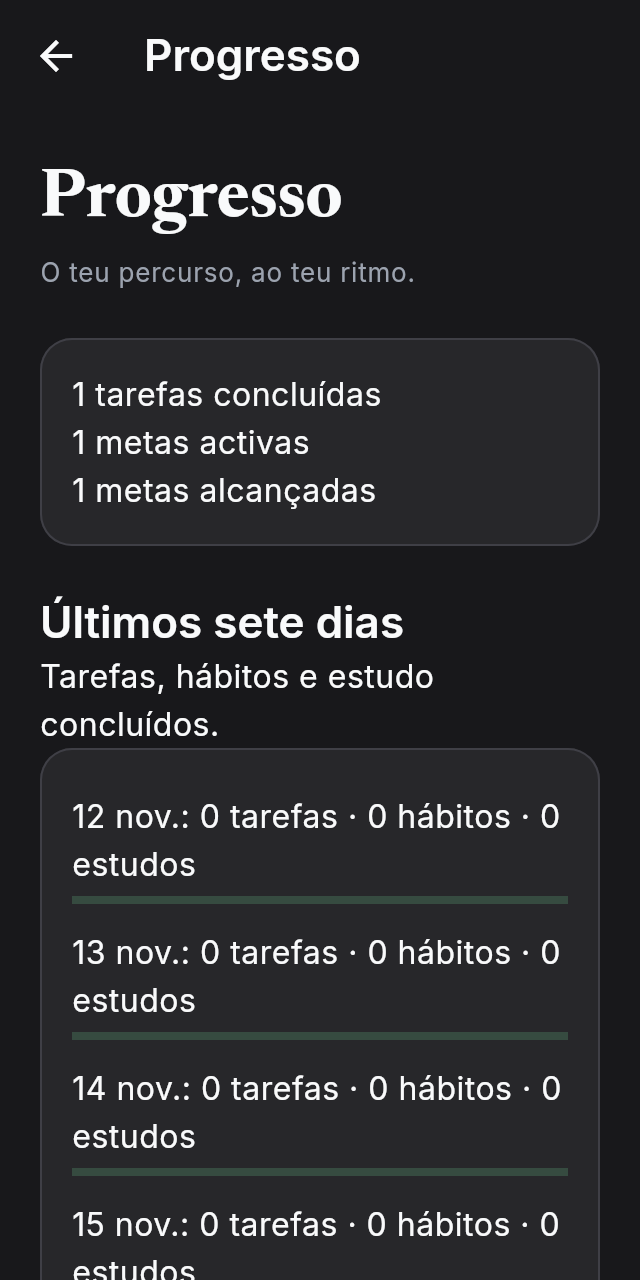 Progresso
Progresso
O teu percurso, ao teu ritmo.
1 tarefas concluídas
1 metas activas
1 metas alcançadas
Últimos sete dias
Tarefas, hábitos e estudo
concluídos.
12 nov.: 0 tarefas · 0 hábitos · 0
estudos
13 nov.: 0 tarefas · 0 hábitos · 0
estudos
14 nov.: 0 tarefas · 0 hábitos · 0
estudos
15 nov.: 0 tarefas · 0 hábitos · 0
estudos